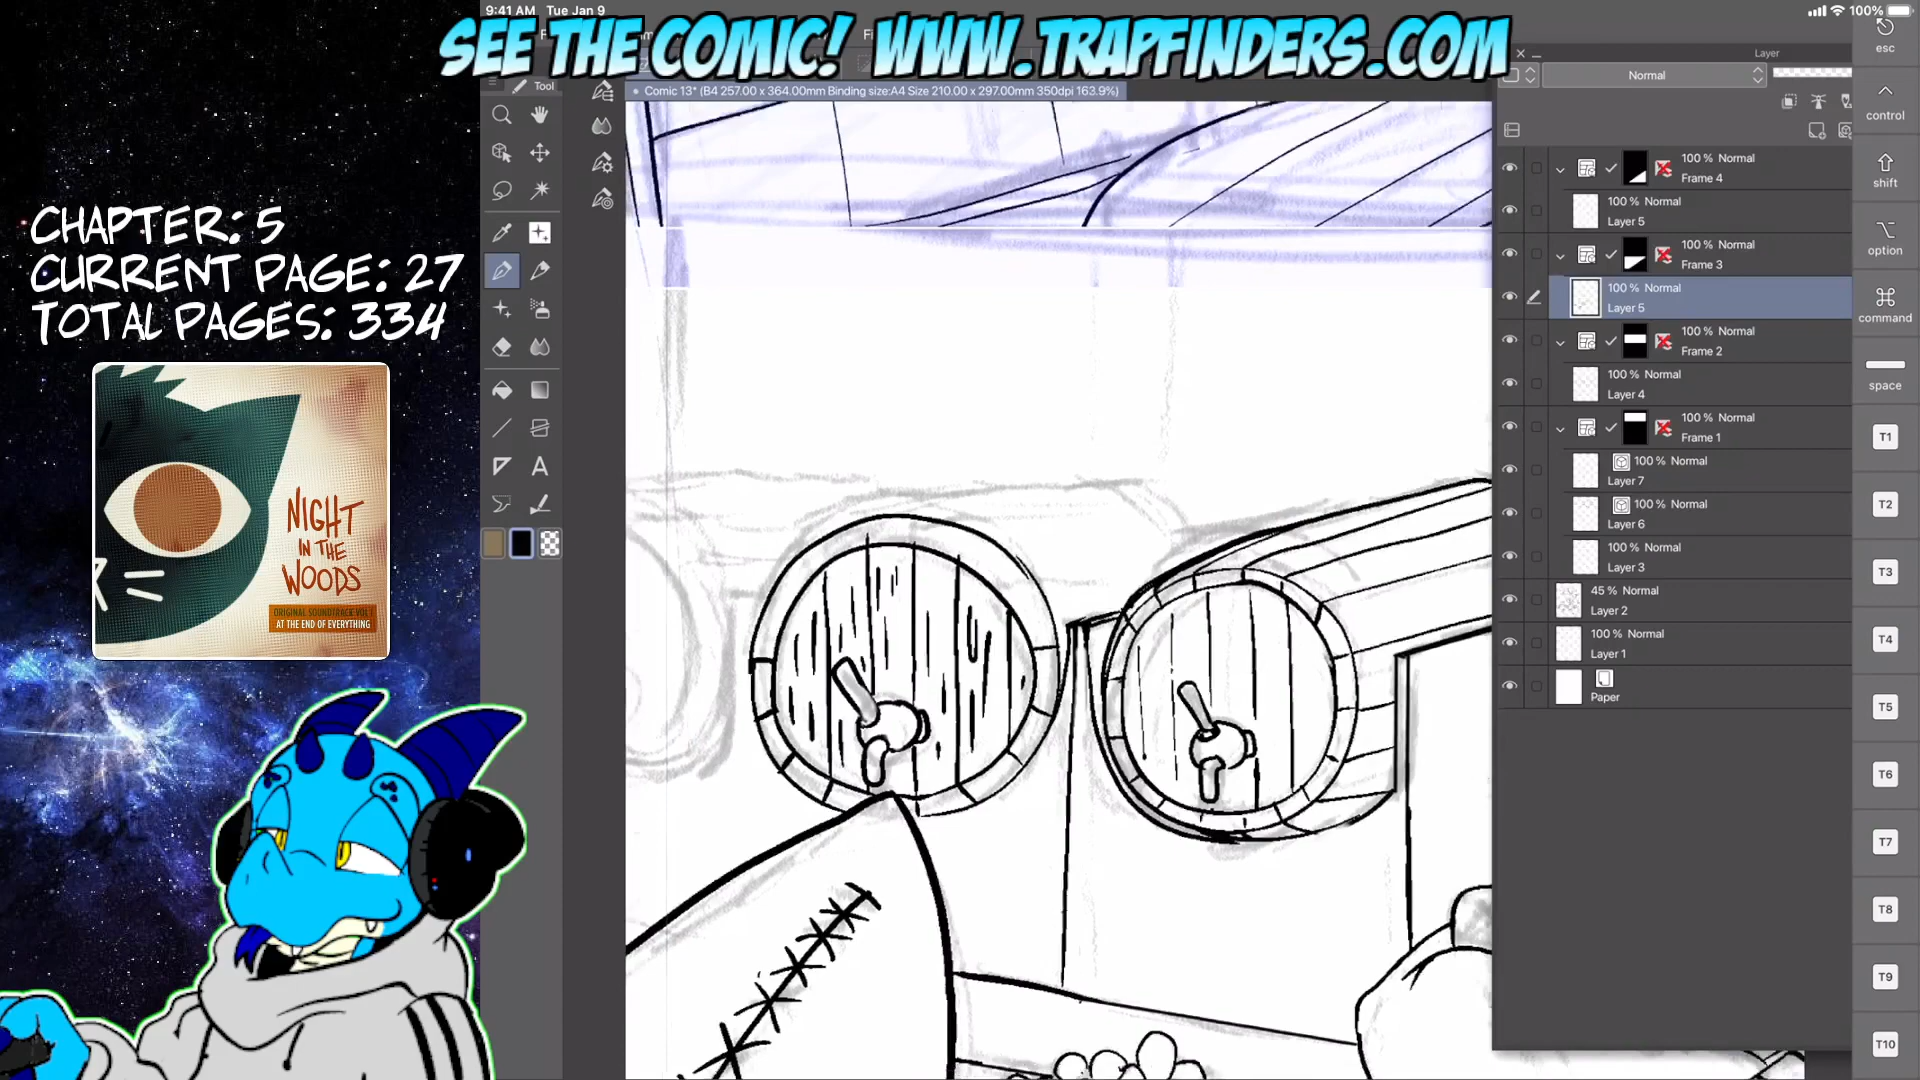 9:41 AM Tue Jan 9
100%
SEE THE COMIC! WWW.TRAPFINDERS.COM
Tool
Comic 13* (B4 257.00 x 364.00mm Binding size:A4 Size 210.00 x 297.00mm 350dpi 163.9%)
Layer
Normal
CHAPTER: 5
CURRENT PAGE: 27
TOTAL PAGES: 334
NIGHT
IN THE
WOODS
ORIGINAL SOUNDTRACK VOL 1
AT THE END OF EVERYTHING
A
100 % Normal
Frame 4
100 % Normal
Layer 5
100 % Normal
Frame 3
100 % Normal
Layer 5
100 % Normal
Frame 2
100 % Normal
Layer 4
100 % Normal
Frame 1
100 % Normal
Layer 7
100 % Normal
Layer 6
100 % Normal
Layer 3
45 % Normal
Layer 2
100 % Normal
Layer 1
Paper
esc
control
shift
option
command
space
T1
T2
T3
T4
T5
T6
T7
T8
T9
T10